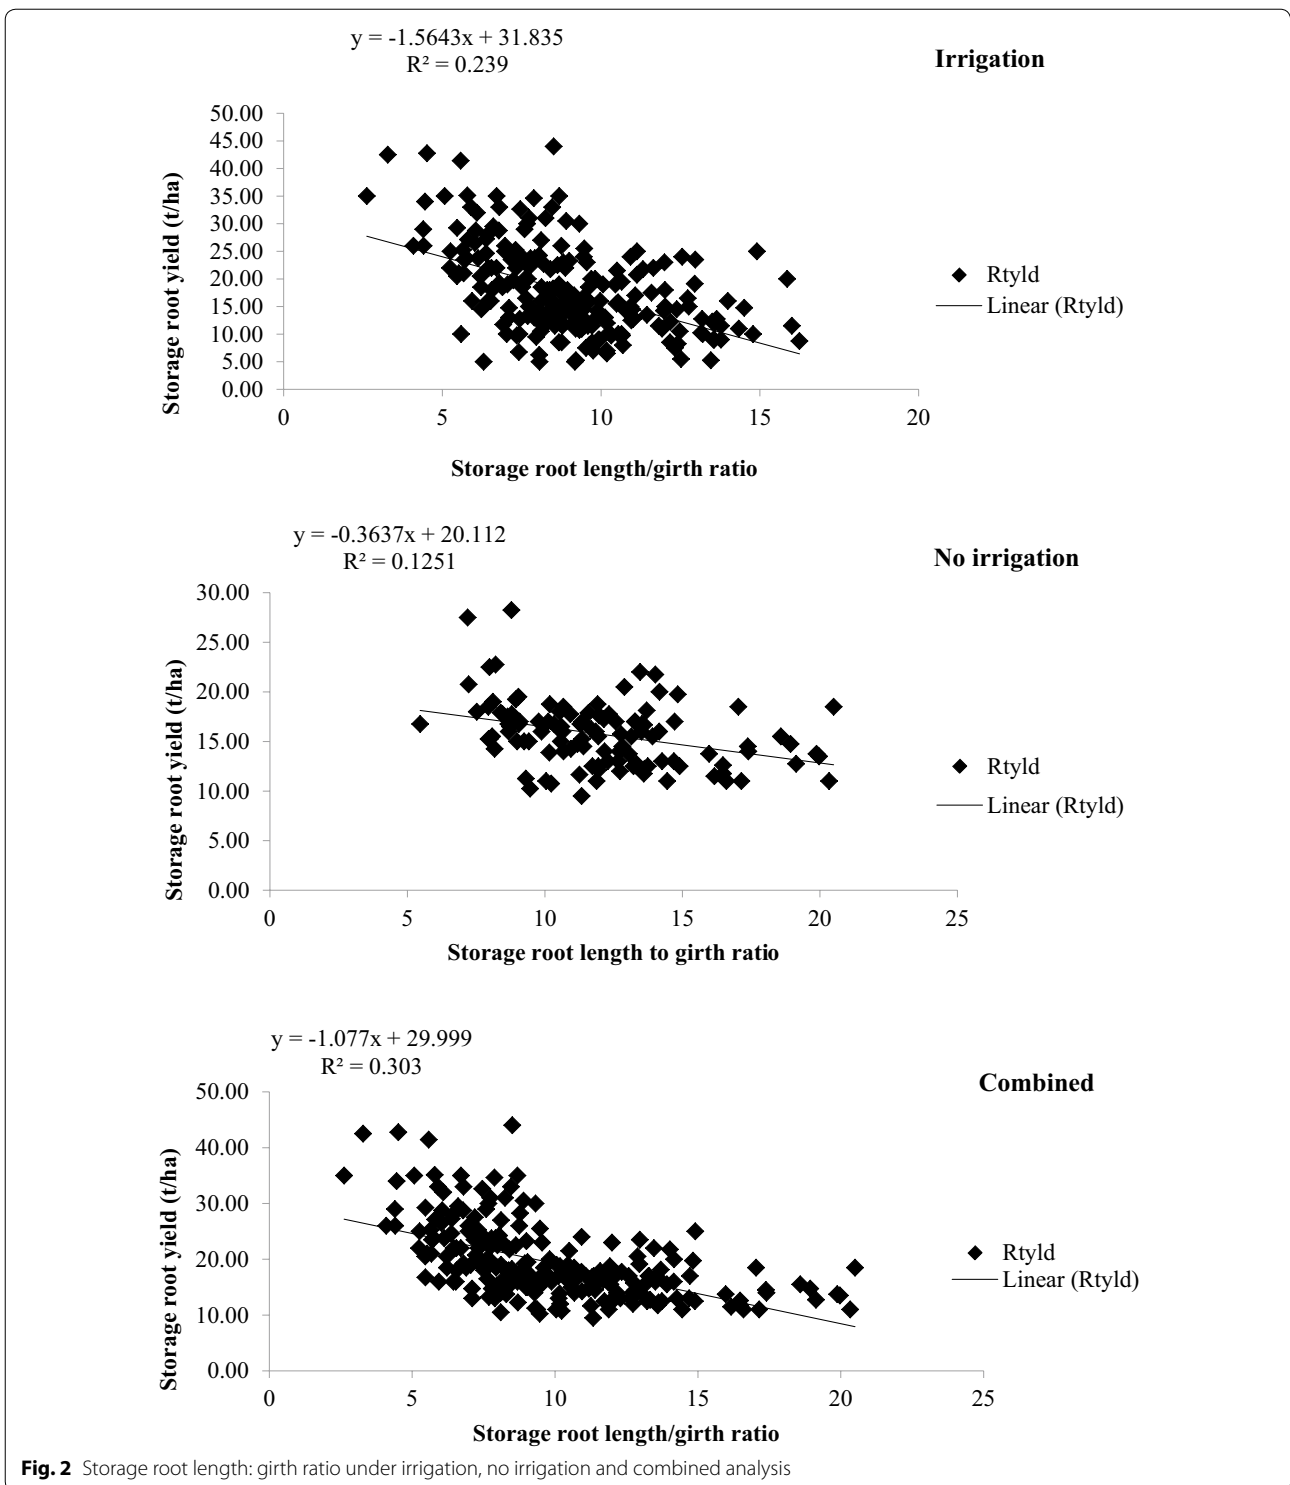 y = -1.5643x + 31.835
R² = 0.239
Irrigation
50.00
45.00
40.00
35.00
30.00
25.00
20.00
15.00
10.00
5.00
0.00
Storage root yield (t/ha)
0 5 10 15 20
Storage root length/girth ratio
Rtyld
Linear (Rtyld)
y = -0.3637x + 20.112
R² = 0.1251
No irrigation
30.00
25.00
20.00
15.00
10.00
5.00
0.00
Storage root yield (t/ha)
0 5 10 15 20 25
Storage root length to girth ratio
Rtyld
Linear (Rtyld)
y = -1.077x + 29.999
R² = 0.303
Combined
50.00
40.00
30.00
20.00
10.00
0.00
Storage root yield (t/ha)
0 5 10 15 20 25
Storage root length/girth ratio
Rtyld
Linear (Rtyld)
Fig. 2 Storage root length: girth ratio under irrigation, no irrigation and combined analysis